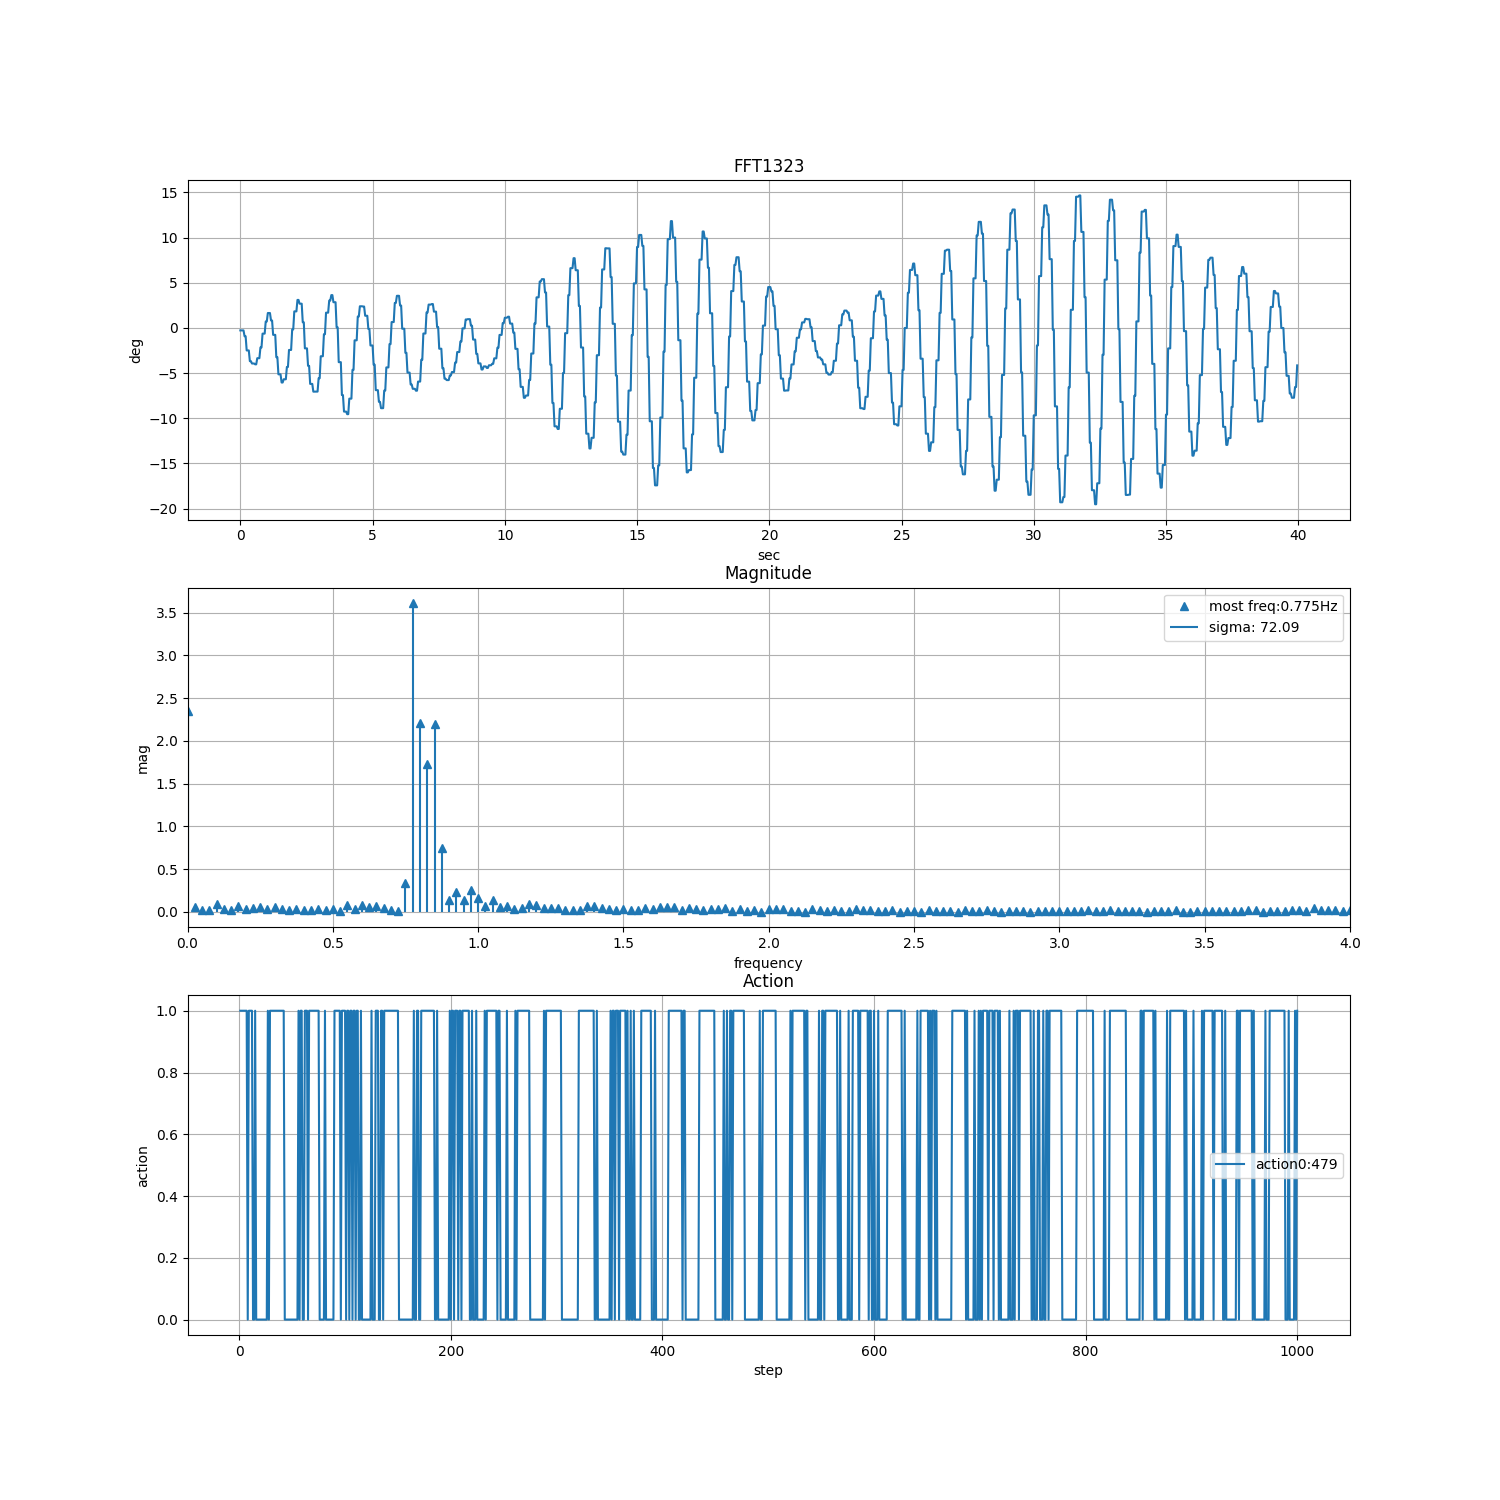 FFT1323
15
10
5
0
−5
−10
−15
−20
deg
0 5 10 15 20 25 30 35 40
sec
Magnitude
3.5
3.0
2.5
2.0
1.5
1.0
0.5
0.0
mag
most freq:0.775Hz
sigma: 72.09
0.0 0.5 1.0 1.5 2.0 2.5 3.0 3.5 4.0
frequency
Action
1.0
0.8
0.6
0.4
0.2
0.0
action
action0:479
0 200 400 600 800 1000
step